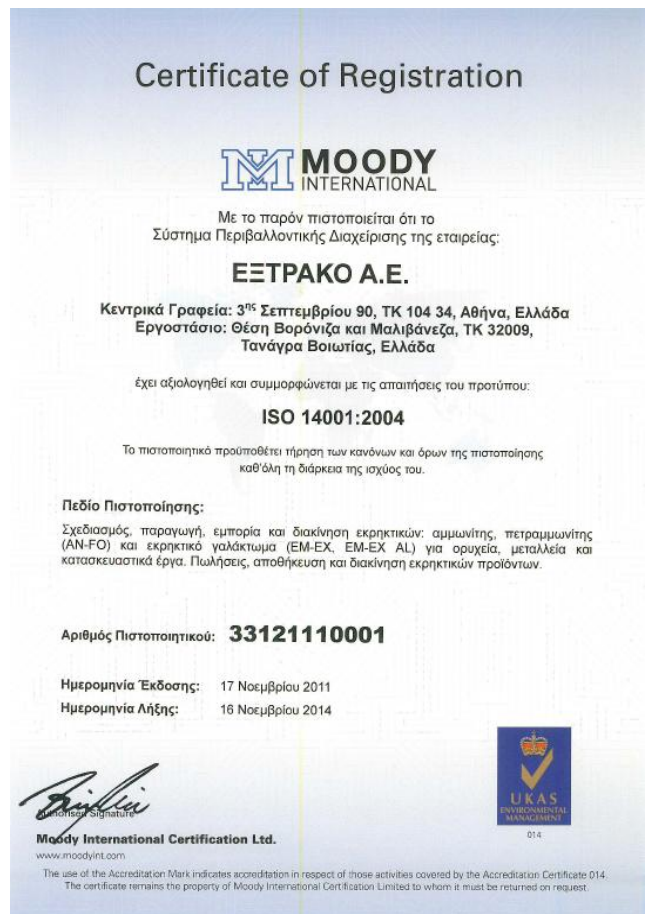 Certificate of Registration
MOODY
INTERNATIONAL
Με το παρόν πιστοποιείται ότι το
Σύστημα Περιβαλλοντικής Διαχείρισης της εταιρείας:
ΕΞΤΡΑΚΟ Α.Ε.
Κεντρικά Γραφεία: 3ης Σεπτεμβρίου 90, ΤΚ 104 34, Αθήνα, Ελλάδα
Εργοστάσιο: Θέση Βορόνιζα και Μαλιβάνεζα, ΤΚ 32009,
Τανάγρα Βοιωτίας, Ελλάδα
έχει αξιολογηθεί και συμμορφώνεται με τις απαιτήσεις του προτύπου:
ISO 14001:2004
Το πιστοποιητικό προϋποθέτει τήρηση των κανόνων και όρων της πιστοποίησης
καθ'όλη τη διάρκεια της ισχύος του.
Πεδίο Πιστοποίησης:
Σχεδιασμός, παραγωγή, εμπορία και διακίνηση εκρηκτικών: αμμωνίτης, πετραμμωνίτης
(AN-FO) και εκρηκτικό γαλάκτωμα (EM-EX, EM-EX AL) για ορυχεία, μεταλλεία και
κατασκευαστικά έργα. Πωλήσεις, αποθήκευση και διακίνηση εκρηκτικών προϊόντων.
Αριθμός Πιστοποιητικού: 33121110001
Ημερομηνία Έκδοσης: 17 Νοεμβρίου 2011
Ημερομηνία Λήξης: 16 Νοεμβρίου 2014
Authorised Signature
Moody International Certification Ltd.
www.moodyint.com
UKAS
ENVIRONMENTAL
MANAGEMENT
014
The use of the Accreditation Mark indicates accreditation in respect of those activities covered by the Accreditation Certificate 014.
The certificate remains the property of Moody International Certification Limited to whom it must be returned on request.